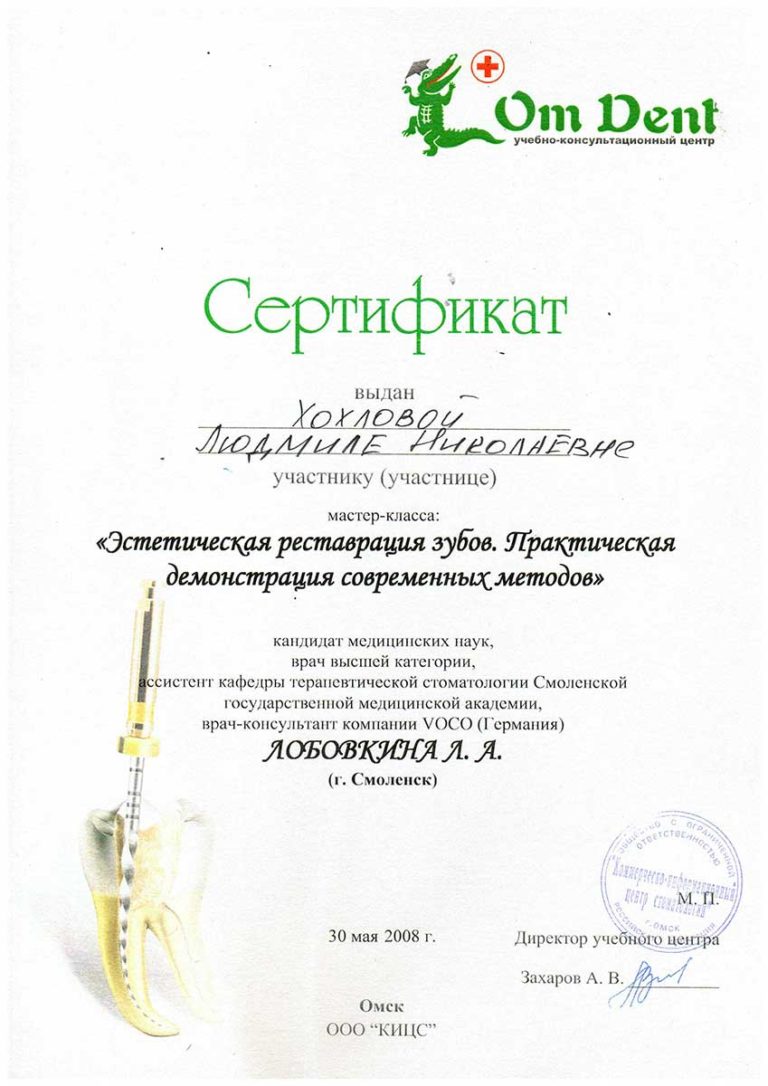 Om Dent
учебно-консультационный центр
Сертификат
выдан
Хохловой
Людмиле Николаевне
участнику (участнице)
мастер-класса:
«Эстетическая реставрация зубов. Практическая
демонстрация современных методов»
кандидат медицинских наук,
врач высшей категории,
ассистент кафедры терапевтической стоматологии Смоленской
государственной медицинской академии,
врач-консультант компании VOCO (Германия)
ЛОБОВКИНА Л. А.
(г. Смоленск)
ОБЩЕСТВО С ОГРАНИЧЕННОЙ
ОТВЕТСТВЕННОСТЬЮ
Коммерческо-информационный
центр стоматологии
г. ОМСК
РОССИЙСКАЯ
М. П.
30 мая 2008 г.
Директор учебного центра
Захаров А. В.
Омск
ООО “КИЦС”